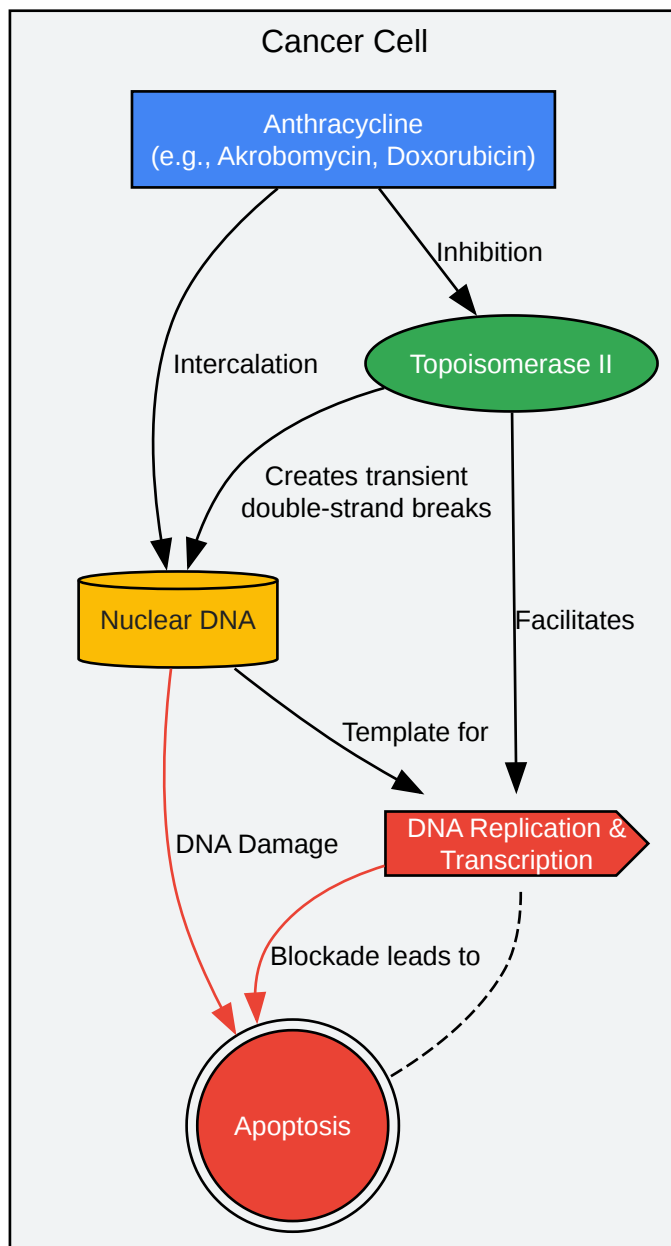 Cancer Cell
Anthracycline
(e.g., Akrobomycin, Doxorubicin)
Inhibition
Intercalation
Topoisomerase II
Creates transient
double-strand breaks
Nuclear DNA
Facilitates
Template for
DNA Replication &
Transcription
DNA Damage
Blockade leads to
Apoptosis